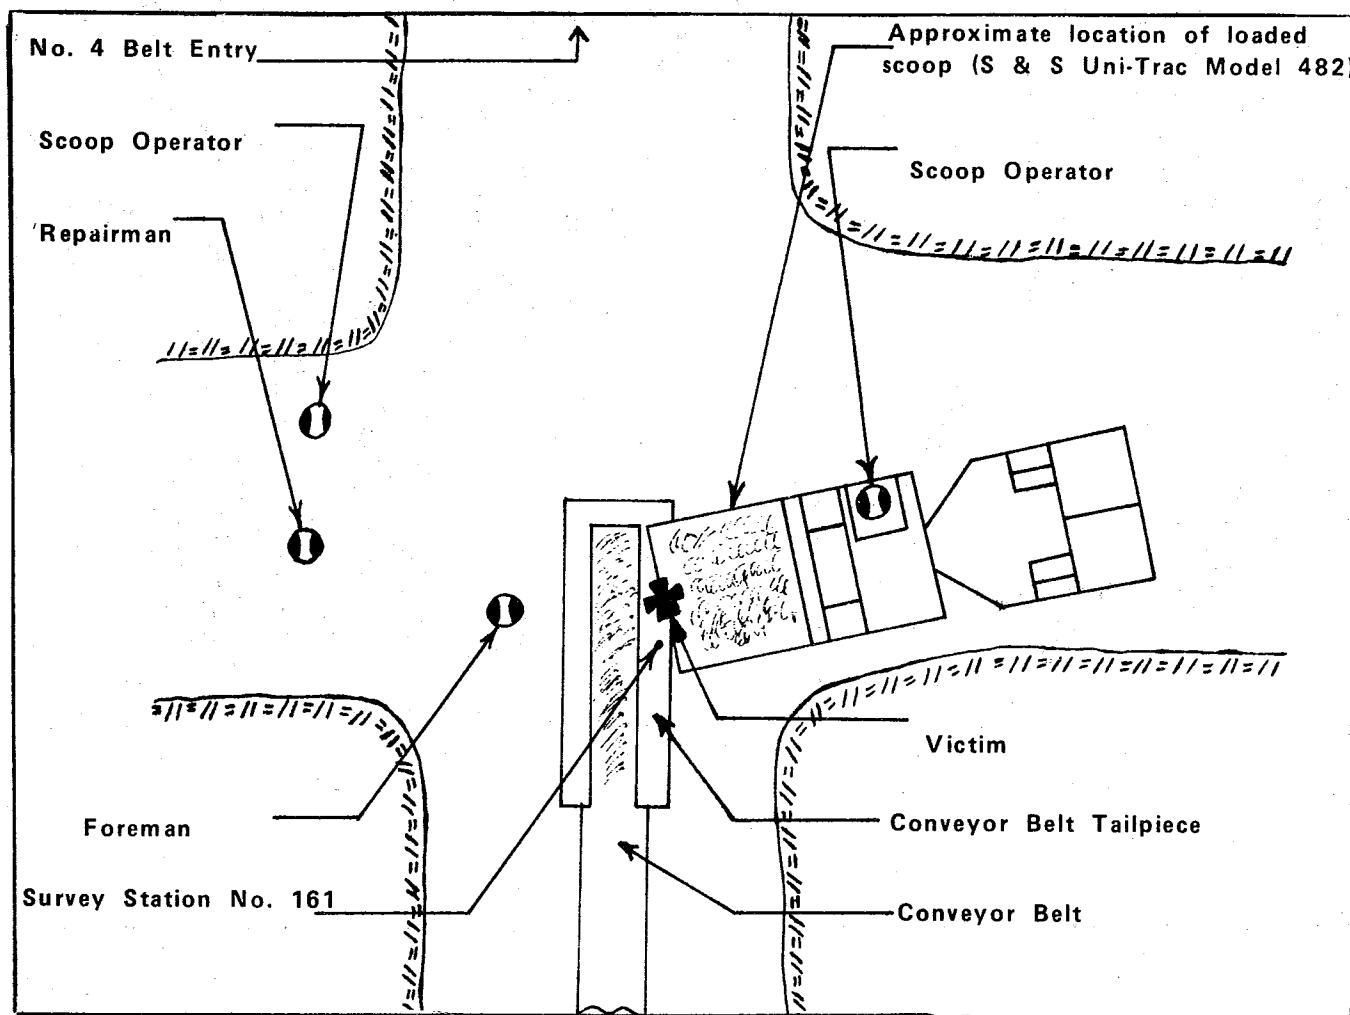 No. 4 Belt Entry
Approximate location of loaded
scoop (S & S Uni-Trac Model 482)
Scoop Operator
Scoop Operator
Repairman
Victim
Foreman
Conveyor Belt Tailpiece
Survey Station No. 161
Conveyor Belt